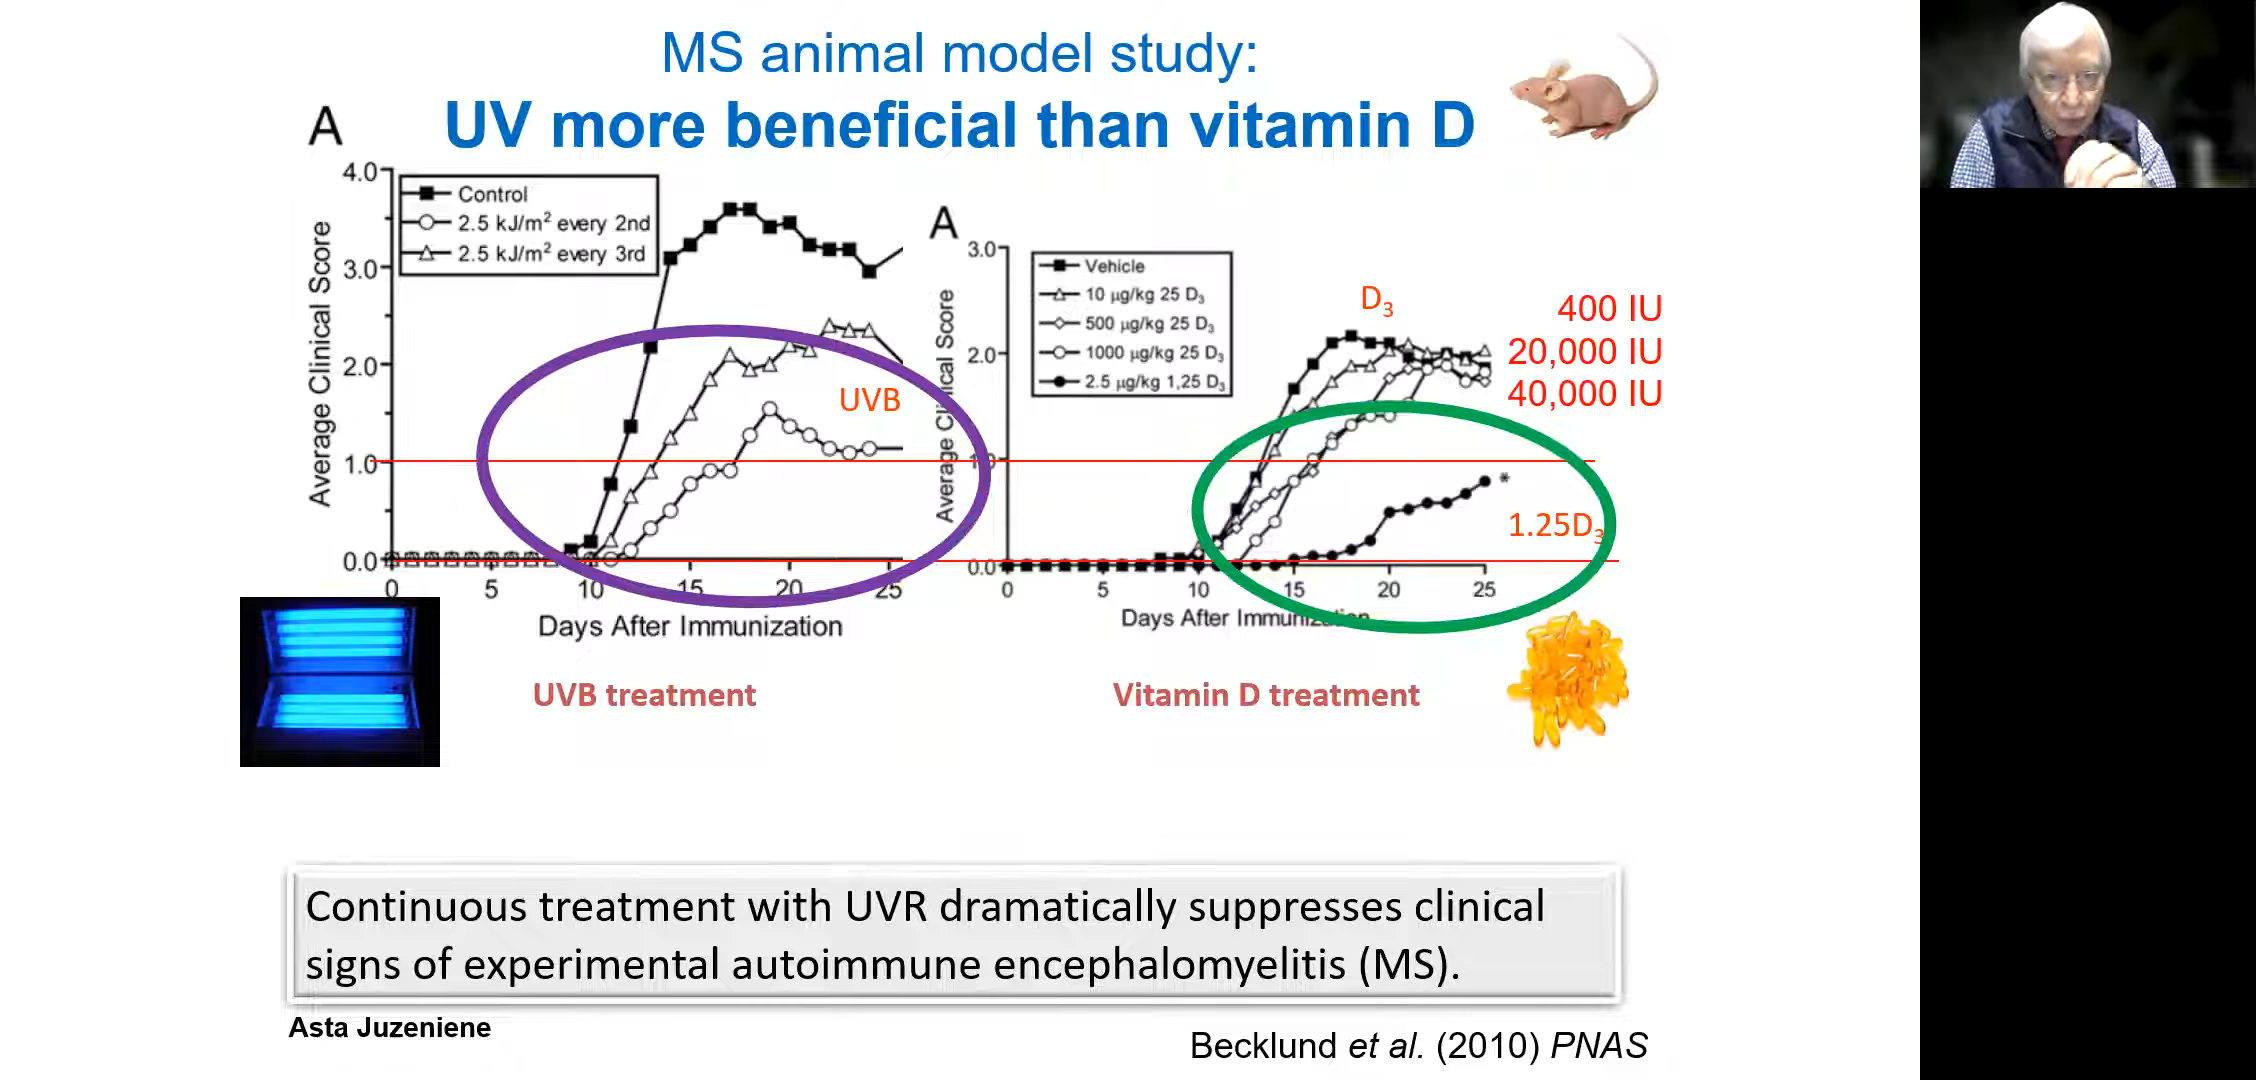 MS animal model study:
UV more beneficial than vitamin D
A
4.0
3.0
2.0
1.0
0.0
Average Clinical Score
Control
2.5 kJ/m² every 2nd
2.5 kJ/m² every 3rd
UVB
0 5 10 15 20 25
Days After Immunization
UVB treatment
A
3.0
2.0
0.0
Average Clinical Score
Vehicle
10 µg/kg 25 D₃
500 µg/kg 25 D₃
1000 µg/kg 25 D₃
2.5 µg/kg 1,25 D₃
D₃
400 IU
20,000 IU
40,000 IU
*
1.25D₃
0 5 10 15 20 25
Days After Immunization
Vitamin D treatment
Continuous treatment with UVR dramatically suppresses clinical
signs of experimental autoimmune encephalomyelitis (MS).
Asta Juzeniene
Becklund et al. (2010) PNAS